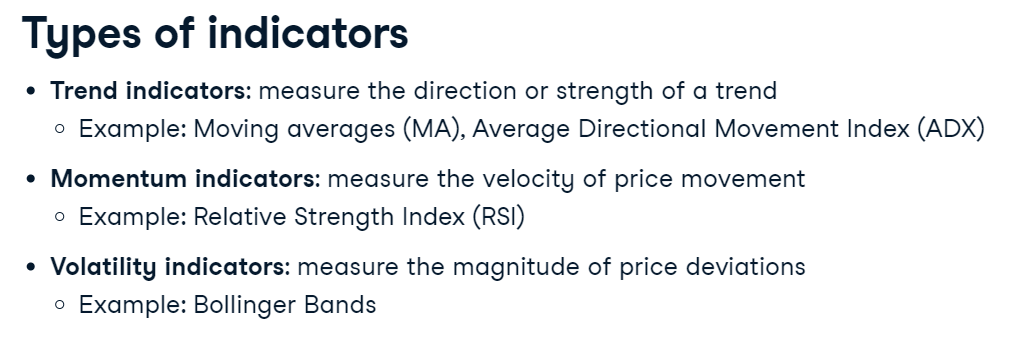 Types of indicators
• Trend indicators: measure the direction or strength of a trend
○ Example: Moving averages (MA), Average Directional Movement Index (ADX)
• Momentum indicators: measure the velocity of price movement
○ Example: Relative Strength Index (RSI)
• Volatility indicators: measure the magnitude of price deviations
○ Example: Bollinger Bands